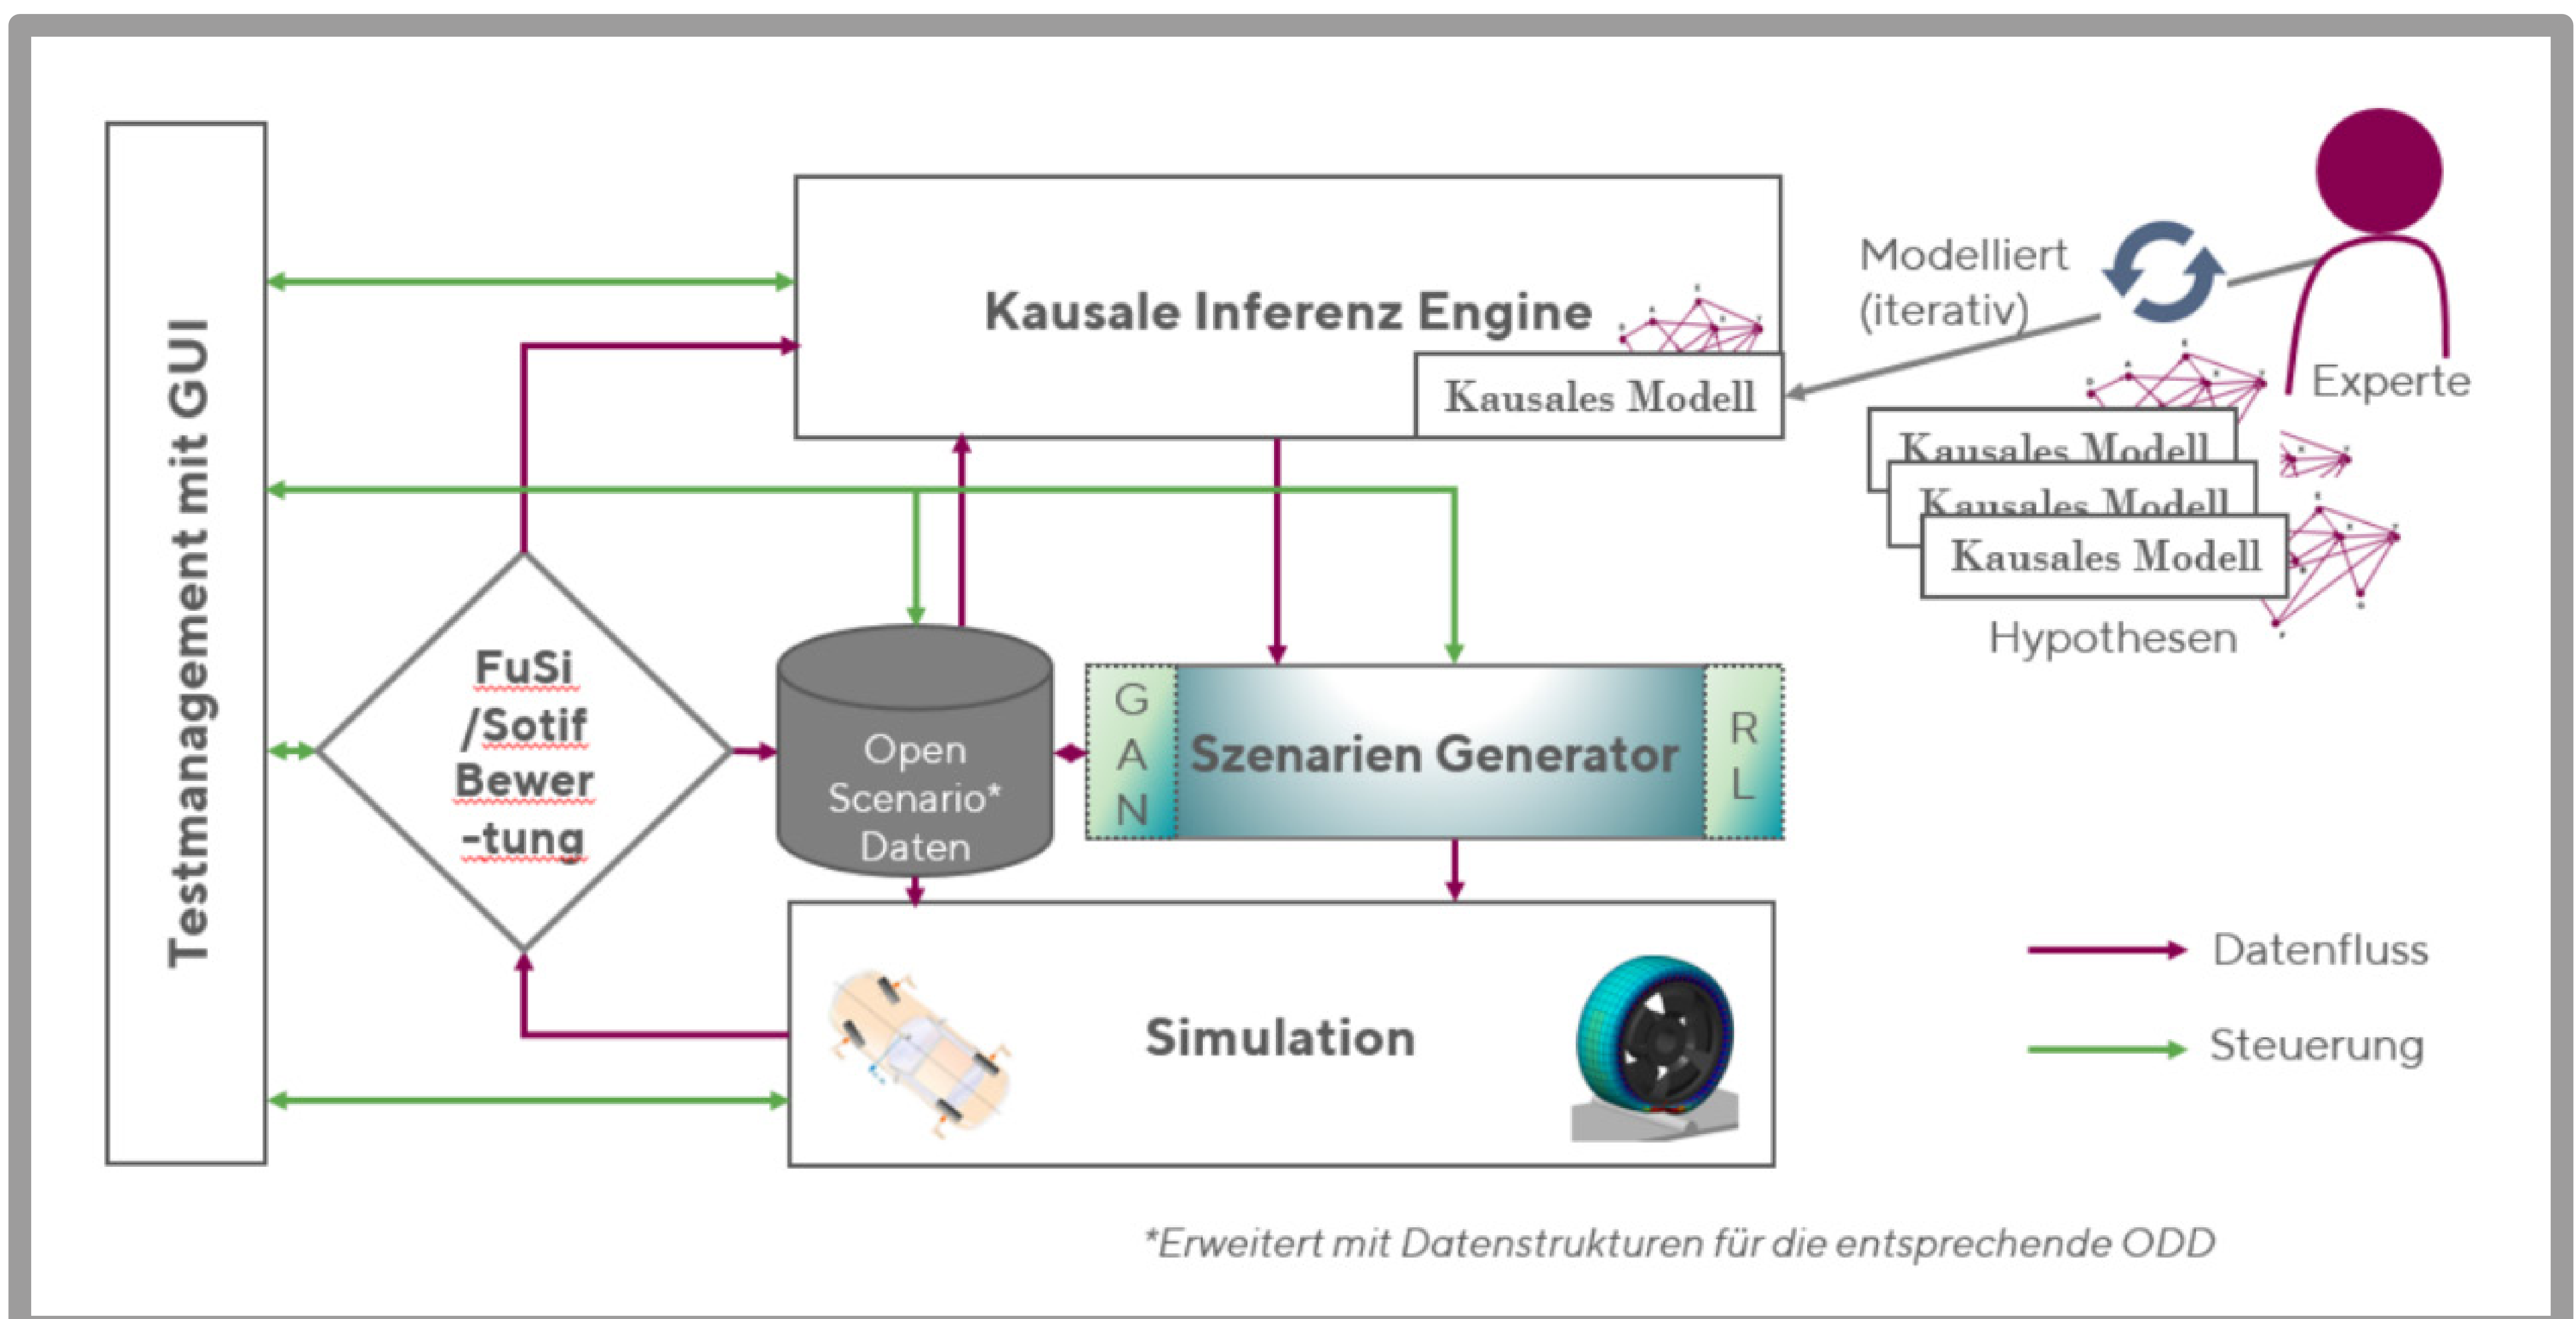 Testmanagement mit GUI
Kausale Inferenz Engine
Kausales Modell
Modelliert
(iterativ)
Experte
Kausales Modell
Kausales Modell
Kausales Modell
Hypothesen
FuSi
/Sotif
Bewer
-tung
Open
Scenario*
Daten
G
A
N
Szenarien Generator
R
L
Simulation
Datenfluss
Steuerung
*Erweitert mit Datenstrukturen für die entsprechende ODD